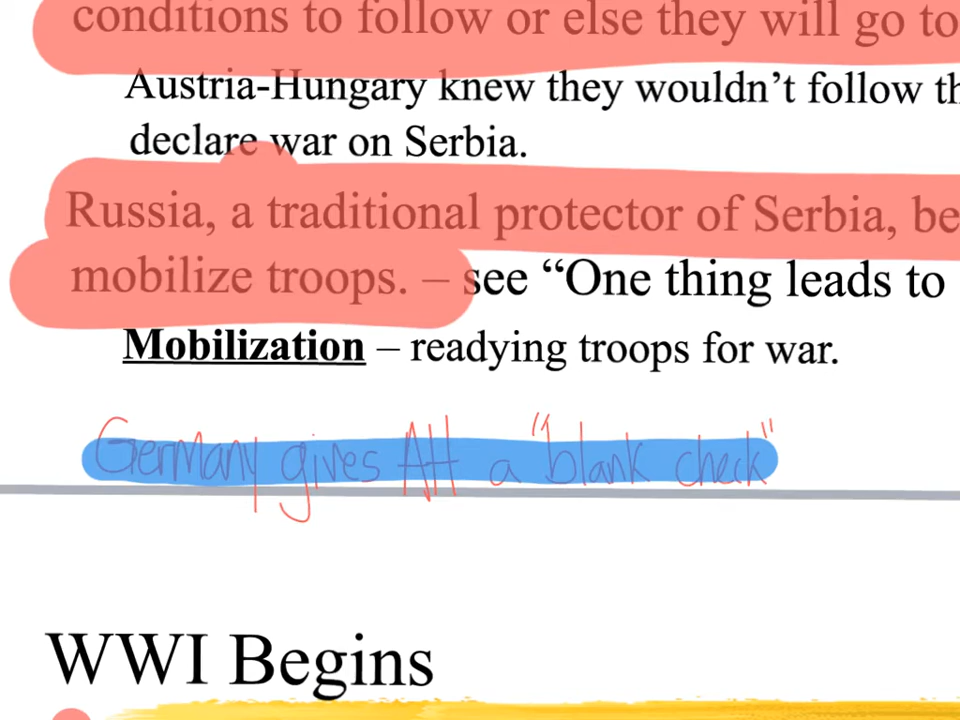 conditions to follow or else they will go to
Austria-Hungary knew they wouldn’t follow th
declare war on Serbia.
Russia, a traditional protector of Serbia, be
mobilize troops. – see “One thing leads to
Mobilization – readying troops for war.
Germany gives AH a "blank check"
WWI Begins